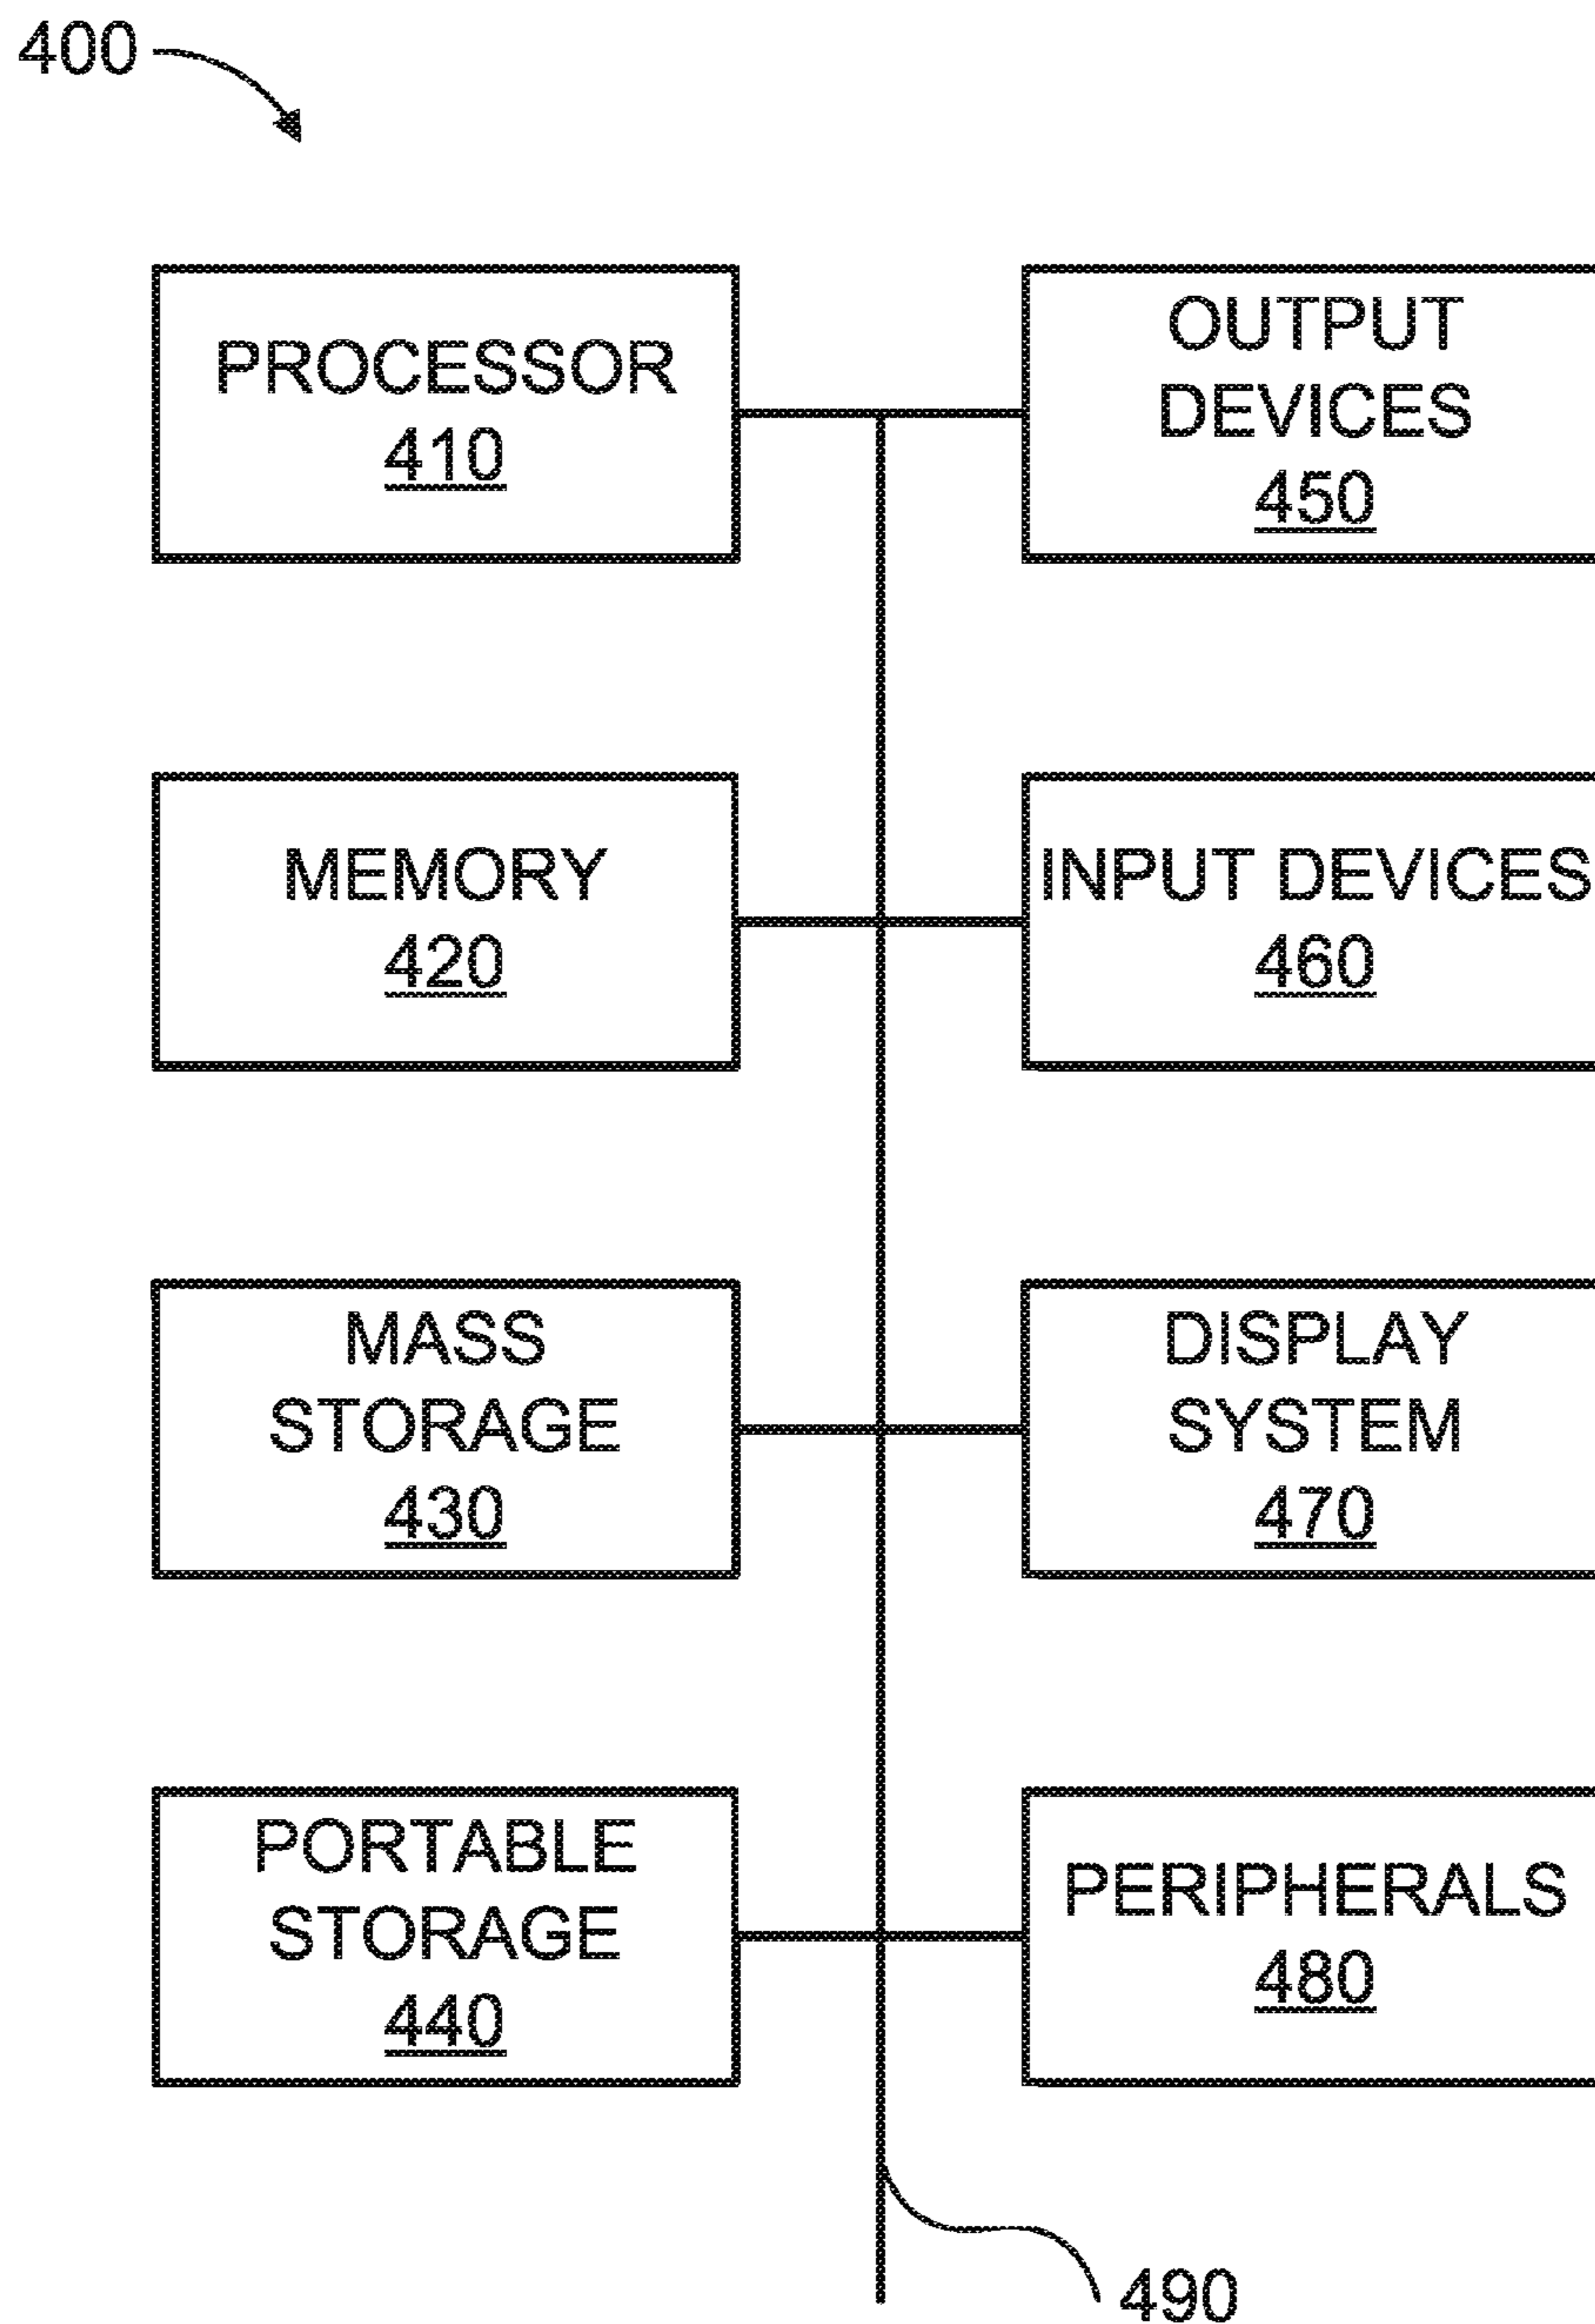 400
PROCESSOR
410
OUTPUT
DEVICES
450
MEMORY
420
INPUT DEVICES
460
MASS
STORAGE
430
DISPLAY
SYSTEM
470
PORTABLE
STORAGE
440
PERIPHERALS
480
490